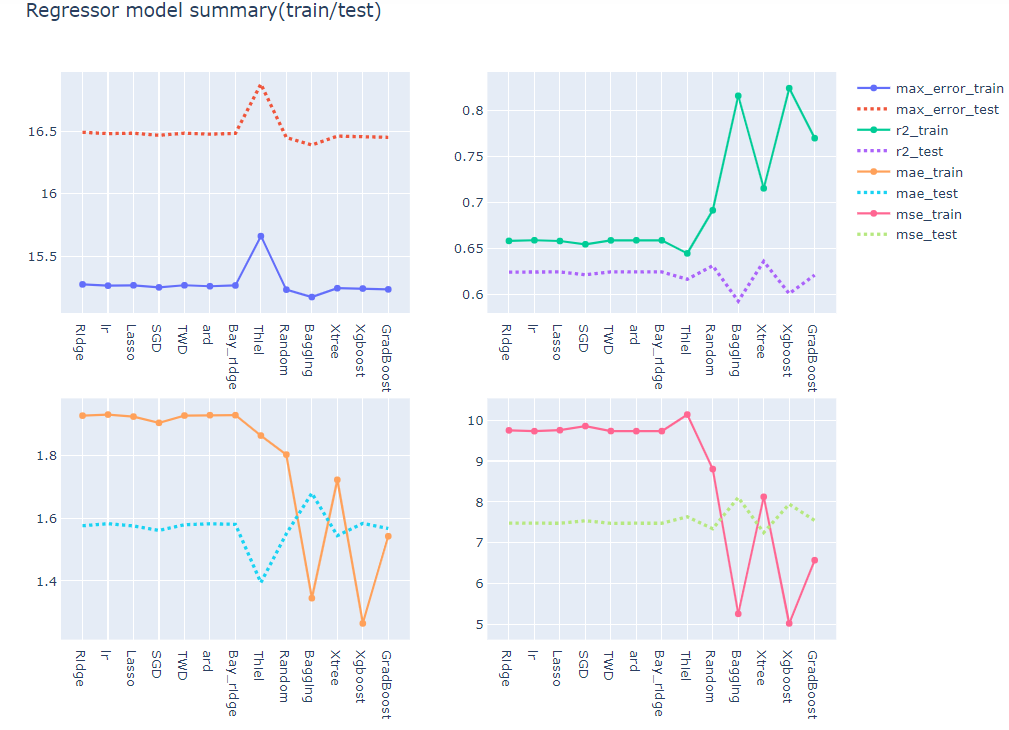 Regressor model summary(train/test)
16.5
16
15.5
RIdge
lr
Lasso
SGD
TWD
ard
Bay_rIdge
ThIel
Random
BaggIng
Xtree
Xgboost
GradBoost
0.8
0.75
0.7
0.65
0.6
RIdge
lr
Lasso
SGD
TWD
ard
Bay_rIdge
ThIel
Random
BaggIng
Xtree
Xgboost
GradBoost
max_error_train
max_error_test
r2_train
r2_test
mae_train
mae_test
mse_train
mse_test
1.8
1.6
1.4
RIdge
lr
Lasso
SGD
TWD
ard
Bay_rIdge
ThIel
Random
BaggIng
Xtree
Xgboost
GradBoost
10
9
8
7
6
5
RIdge
lr
Lasso
SGD
TWD
ard
Bay_rIdge
ThIel
Random
BaggIng
Xtree
Xgboost
GradBoost